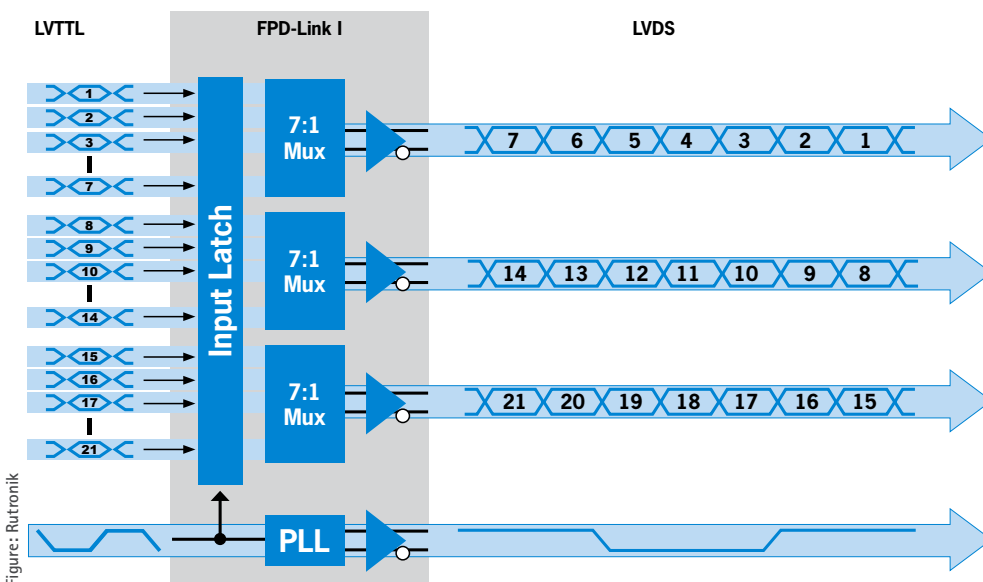 LVTTL FPD-Link I LVDS
1
2
3
7
8
9
10
14
15
16
17
21
Input Latch
7:1
Mux
7:1
Mux
7:1
Mux
PLL
7 6 5 4 3 2 1
14 13 12 11 10 9 8
21 20 19 18 17 16 15
Figure: Rutronik